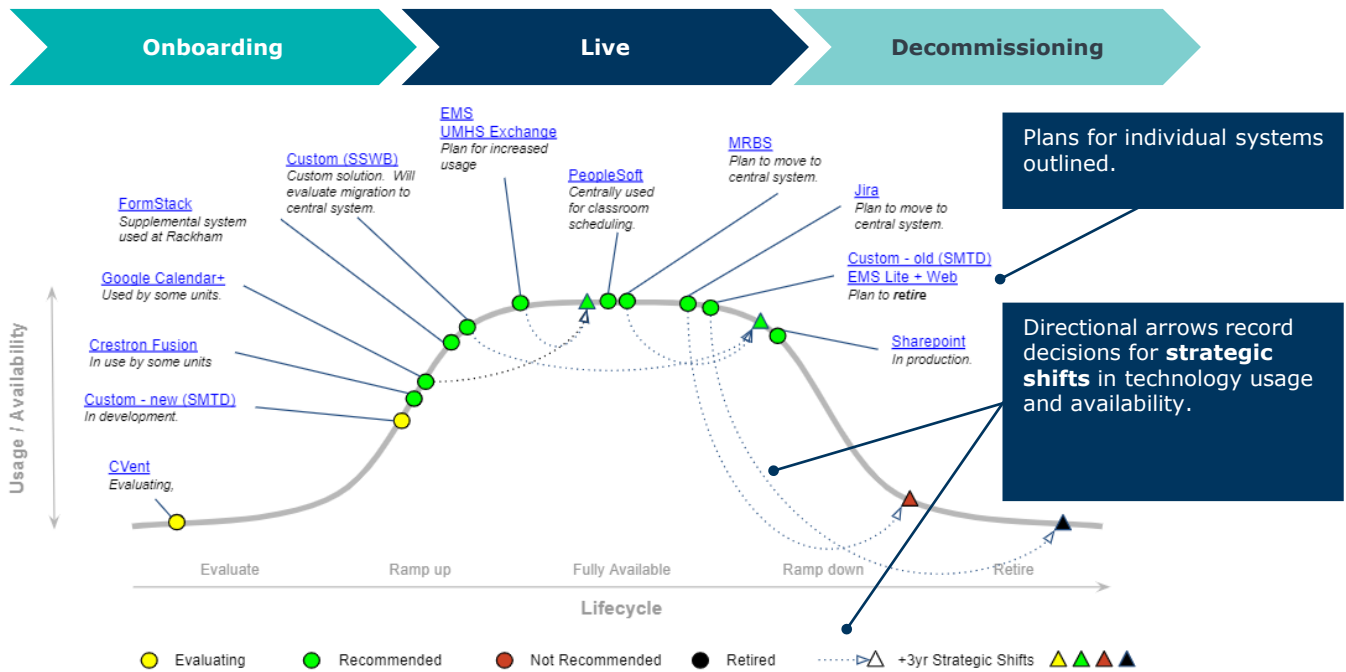 Onboarding
Live
Decommissioning
EMS
UMHS Exchange
Plan for increased
usage
Custom (SSWB)
Custom solution.  Will
evaluate migration to
central system.
FormStack
Supplemental system
used at Rackham
Google Calendar+
Used by some units.
Crestron Fusion
In use by some units
Custom - new (SMTD)
In development.
CVent
Evaluating,
PeopleSoft
Centrally used
for classroom
scheduling.
MRBS
Plan to move to
central system.
Jira
Plan to move to
central system.
Custom - old (SMTD)
EMS Lite + Web
Plan to retire
Sharepoint
In production.
Plans for individual systems
outlined.
Directional arrows record
decisions for strategic
shifts in technology usage
and availability.
Usage / Availability
Evaluate
Ramp up
Fully Available
Ramp down
Retire
Lifecycle
Evaluating
Recommended
Not Recommended
Retired
+3yr Strategic Shifts